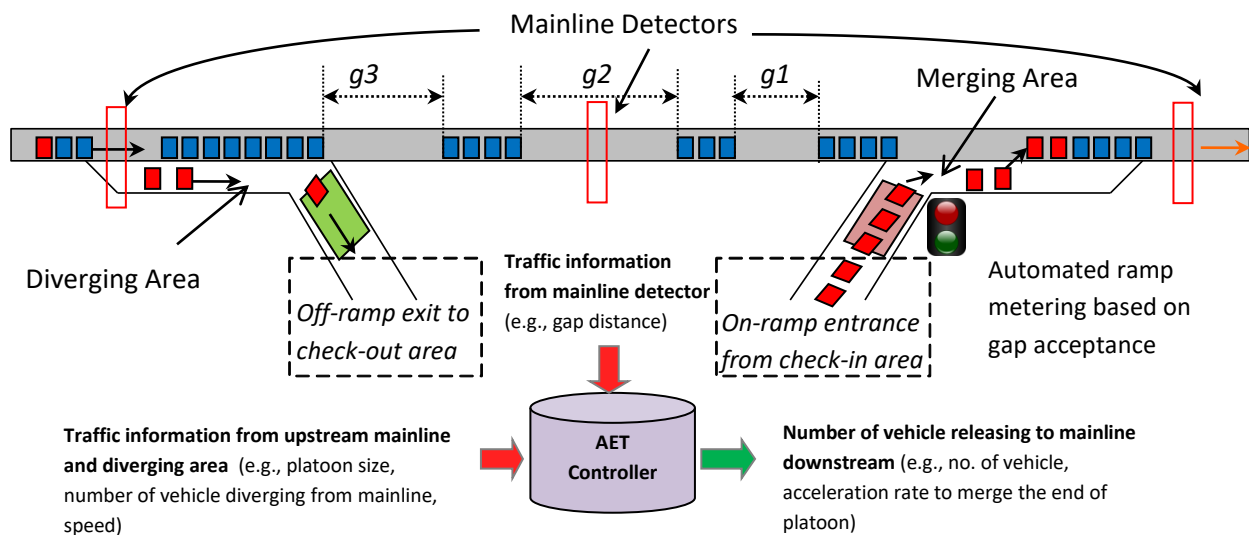 Mainline Detectors
g3
g2
g1
Merging Area
Diverging Area
Off-ramp exit to
check-out area
Traffic information
from mainline detector
(e.g., gap distance)
On-ramp entrance
from check-in area
Automated ramp
metering based on
gap acceptance
Traffic information from upstream mainline
and diverging area (e.g., platoon size,
number of vehicle diverging from mainline,
speed)
AET
Controller
Number of vehicle releasing to mainline
downstream (e.g., no. of vehicle,
acceleration rate to merge the end of
platoon)